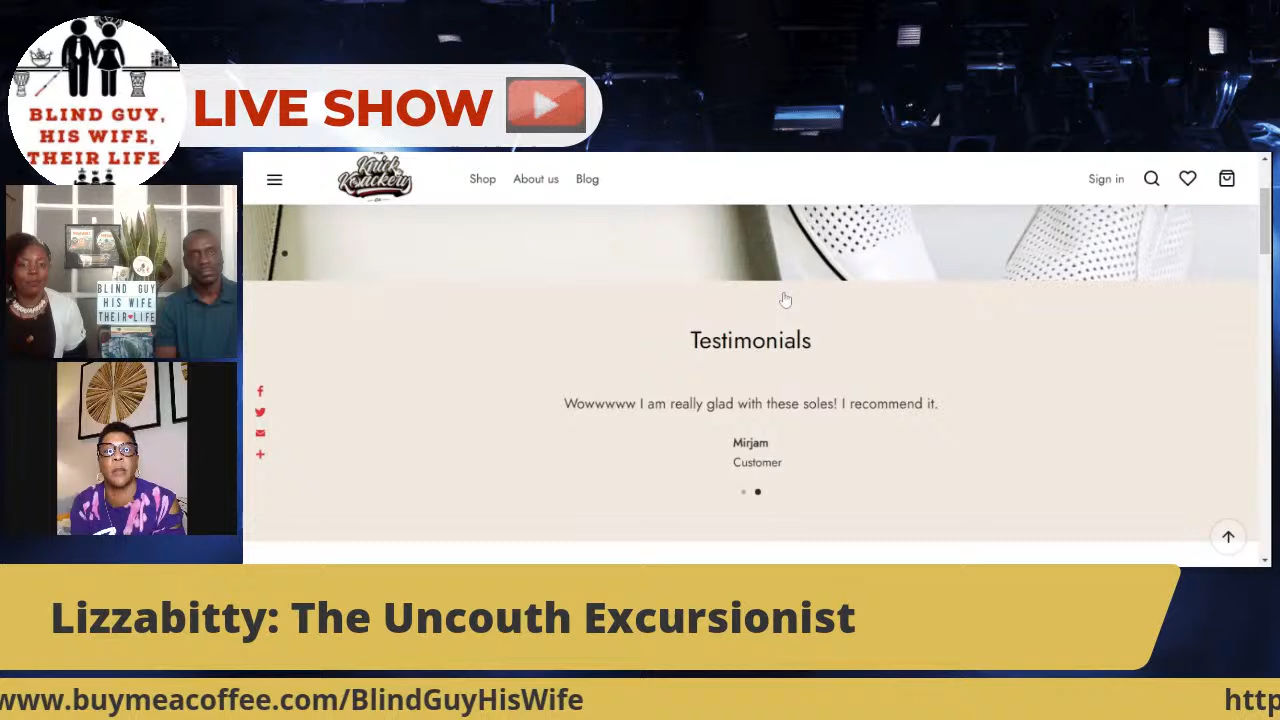 BLIND GUY,
HIS WIFE,
THEIR LIFE.
LIVE SHOW
Knick
Knackery
Shop About us Blog
Sign in
BLIND GUY
HIS WIFE
THEIR♥LIFE
Testimonials
Wowwwww I am really glad with these soles! I recommend it.
Mirjam
Customer
Lizzabitty: The Uncouth Excursionist
www.buymeacoffee.com/BlindGuyHisWife
http